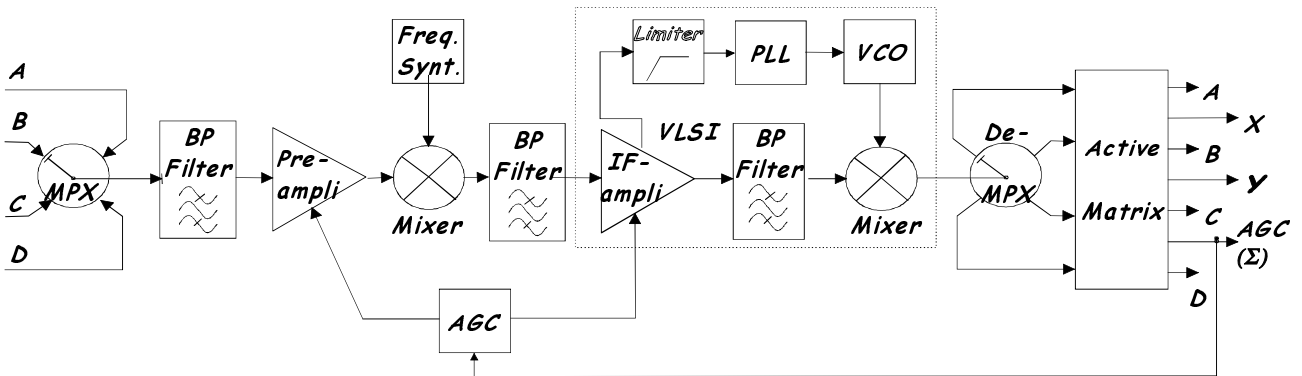 A
B
C
D
MPX
BP
Filter
Pre-
ampli
Freq.
Synt.
Mixer
BP
Filter
IF-
ampli
VLSI
Limiter
PLL
VCO
BP
Filter
Mixer
De-
MPX
Active
Matrix
A
X
B
Y
C
AGC
(Σ)
D
AGC